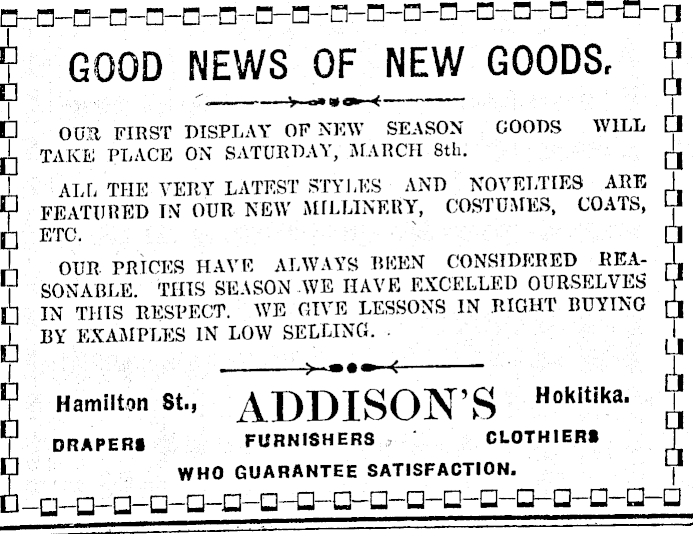 GOOD NEWS OF NEW GOODS.
OUR FIRST DISPLAY OF NEW SEASON GOODS WILL
TAKE PLACE ON SATURDAY, MARCH 8th.
ALL THE VERY LATEST STYLES AND NOVELTIES ARE
FEATURED IN OUR NEW MILLINERY, COSTUMES, COATS,
ETC.
OUR PRICES HAVE ALWAYS BEEN CONSIDERED REA-
SONABLE. THIS SEASON WE HAVE EXCELLED OURSELVES
IN THIS RESPECT. WE GIVE LESSONS IN RIGHT BUYING
BY EXAMPLES IN LOW SELLING.
Hamilton St., ADDISON'S Hokitika.
DRAPERS FURNISHERS CLOTHIERS
WHO GUARANTEE SATISFACTION.